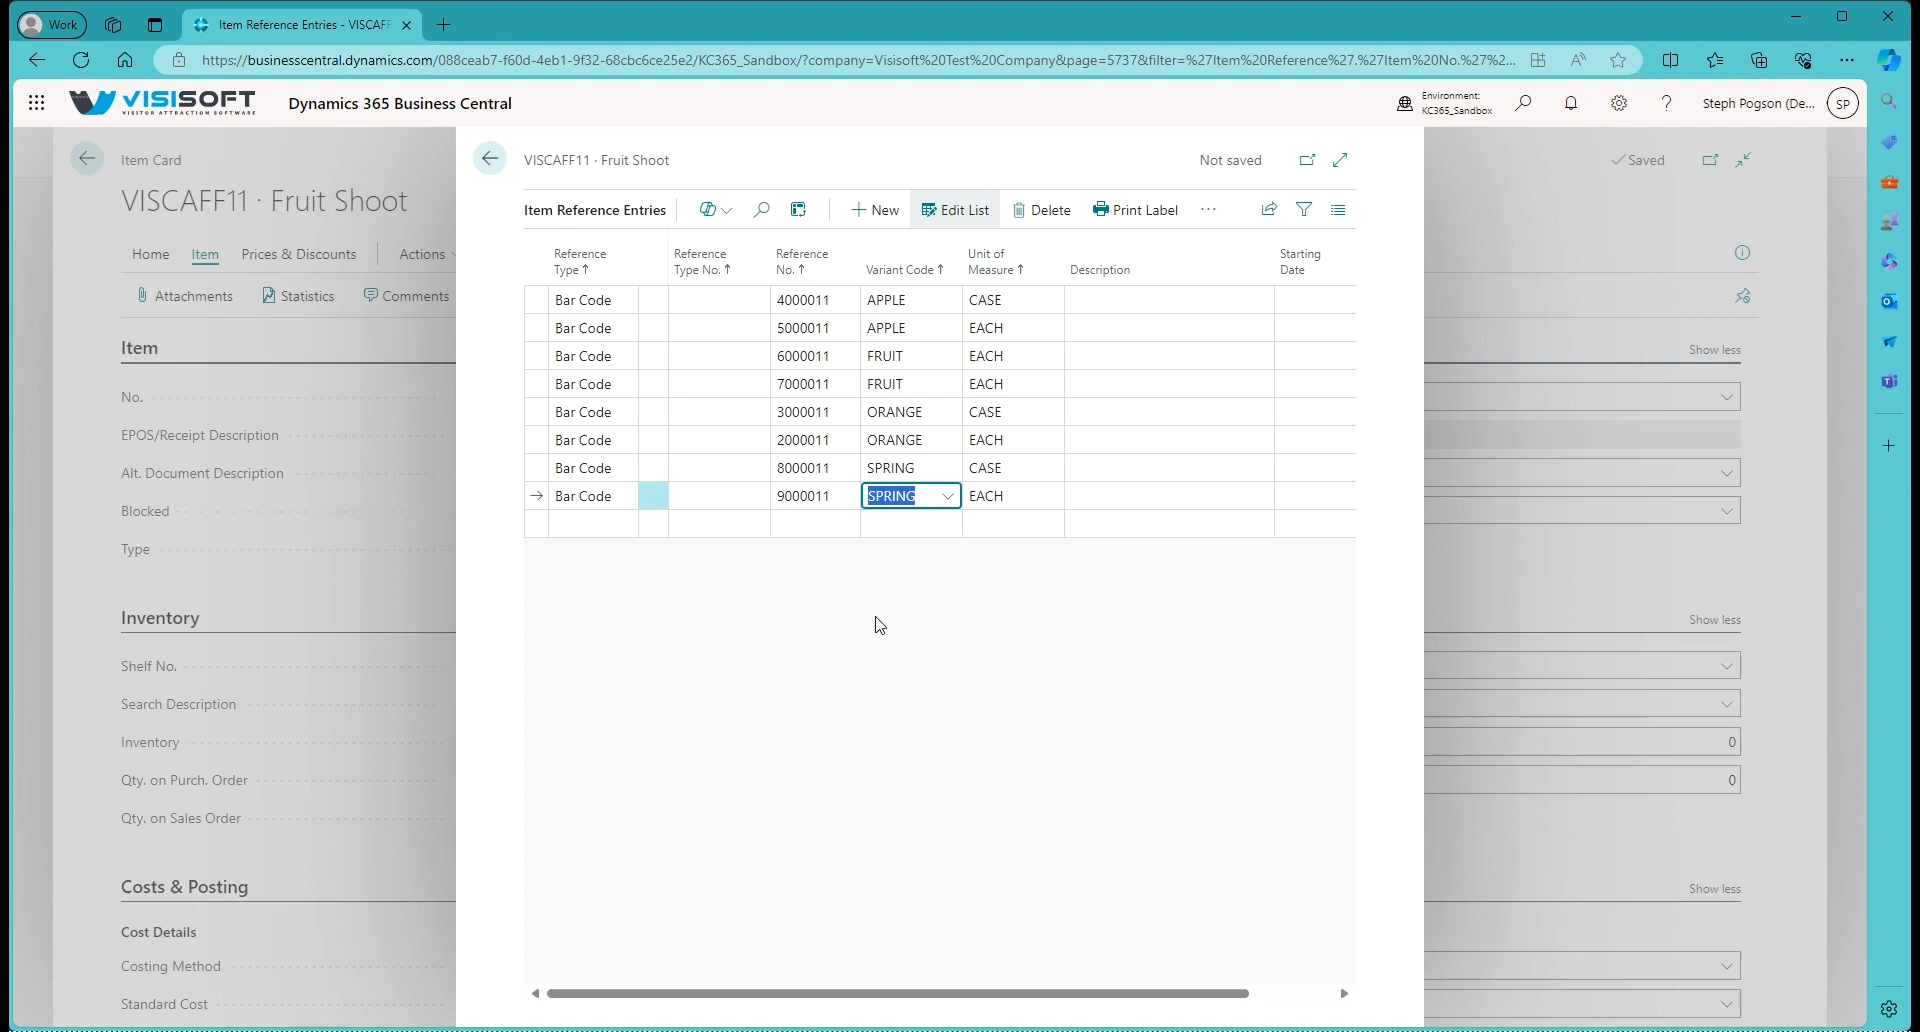 Work
Item Reference Entries - VISCAFF
https://businesscentral.dynamics.com/088ceab7-f60d-4eb1-9f32-68cbc6ce25e2/KC365_Sandbox/?company=Visisoft%20Test%20Company&page=5737&filter=%27Item%20Reference%27.%27Item%20No.%27%2...
VISISOFT
VISITOR ATTRACTION SOFTWARE
Dynamics 365 Business Central
Environment:
KC365_Sandbox
Steph Pogson (De...
SP
Item Card
VISCAFF11 · Fruit Shoot
Not saved
Saved
VISCAFF11 · Fruit Shoot
Item Reference Entries
New
Edit List
Delete
Print Label
Home
Item
Prices & Discounts
Actions
Attachments
Statistics
Comments
Reference Type ↑
Reference Type No. ↑
Reference No. ↑
Variant Code ↑
Unit of Measure ↑
Description
Starting Date
Bar Code 4000011 APPLE CASE
Bar Code 5000011 APPLE EACH
Bar Code 6000011 FRUIT EACH
Bar Code 7000011 FRUIT EACH
Bar Code 3000011 ORANGE CASE
Bar Code 2000011 ORANGE EACH
Bar Code 8000011 SPRING CASE
Bar Code 9000011 SPRING EACH
Item
Show less
No.
EPOS/Receipt Description
Alt. Document Description
Blocked
Type
Inventory
Show less
Shelf No.
Search Description
Inventory
0
Qty. on Purch. Order
0
Qty. on Sales Order
Costs & Posting
Show less
Cost Details
Costing Method
Standard Cost